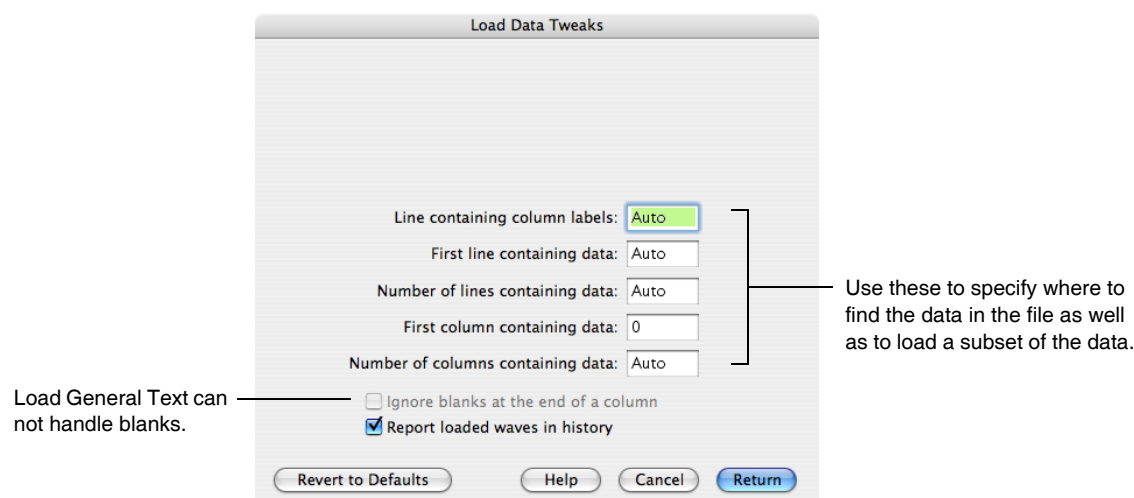 Load Data Tweaks
Line containing column labels: Auto
First line containing data: Auto
Number of lines containing data: Auto
First column containing data: 0
Number of columns containing data: Auto
Use these to specify where to
find the data in the file as well
as to load a subset of the data.
Load General Text can
not handle blanks.
Ignore blanks at the end of a column
Report loaded waves in history
Revert to Defaults
Help
Cancel
Return